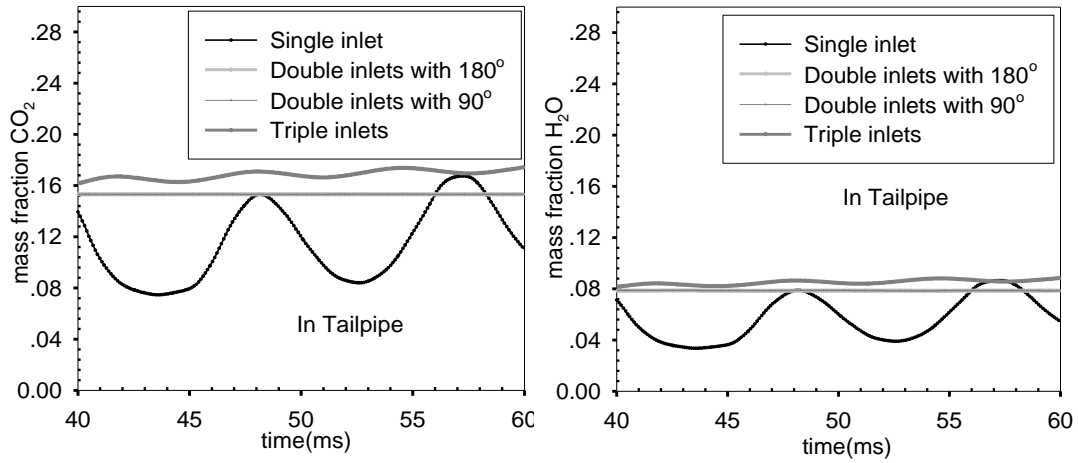 .28
.24
.20
.16
.12
.08
.04
0.00
mass fraction CO₂
Single inlet
Double inlets with 180°
Double inlets with 90°
Triple inlets
In Tailpipe
40 45 50 55 60
time(ms)
.28
.24
.20
.16
.12
.08
.04
0.00
mass fraction H₂O
Single inlet
Double inlets with 180°
Double inlets with 90°
Triple inlets
In Tailpipe
40 45 50 55 60
time(ms)